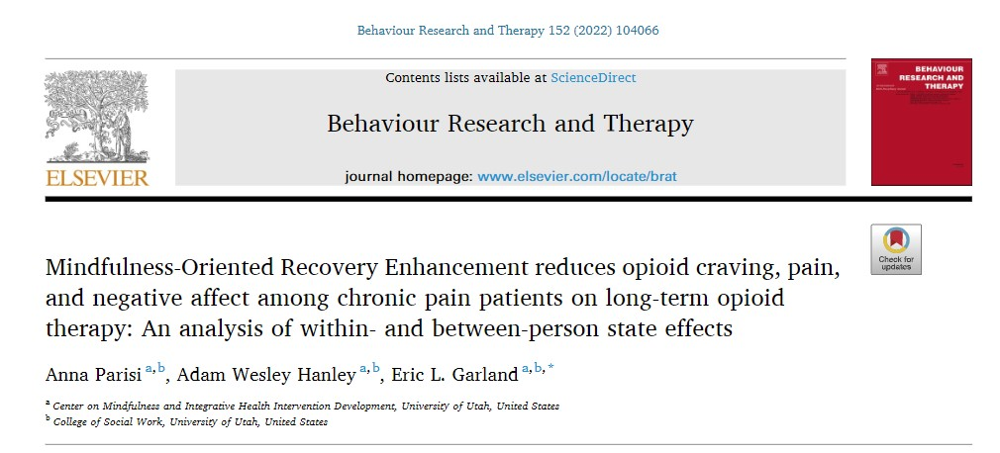 Behaviour Research and Therapy 152 (2022) 104066
Contents lists available at ScienceDirect
Behaviour Research and Therapy
journal homepage: www.elsevier.com/locate/brat
ELSEVIER
BEHAVIOUR
RESEARCH AND
THERAPY
Check for
updates
Mindfulness-Oriented Recovery Enhancement reduces opioid craving, pain,
and negative affect among chronic pain patients on long-term opioid
therapy: An analysis of within- and between-person state effects
Anna Parisi a,b, Adam Wesley Hanley a,b, Eric L. Garland a,b,*
a Center on Mindfulness and Integrative Health Intervention Development, University of Utah, United States
b College of Social Work, University of Utah, United States